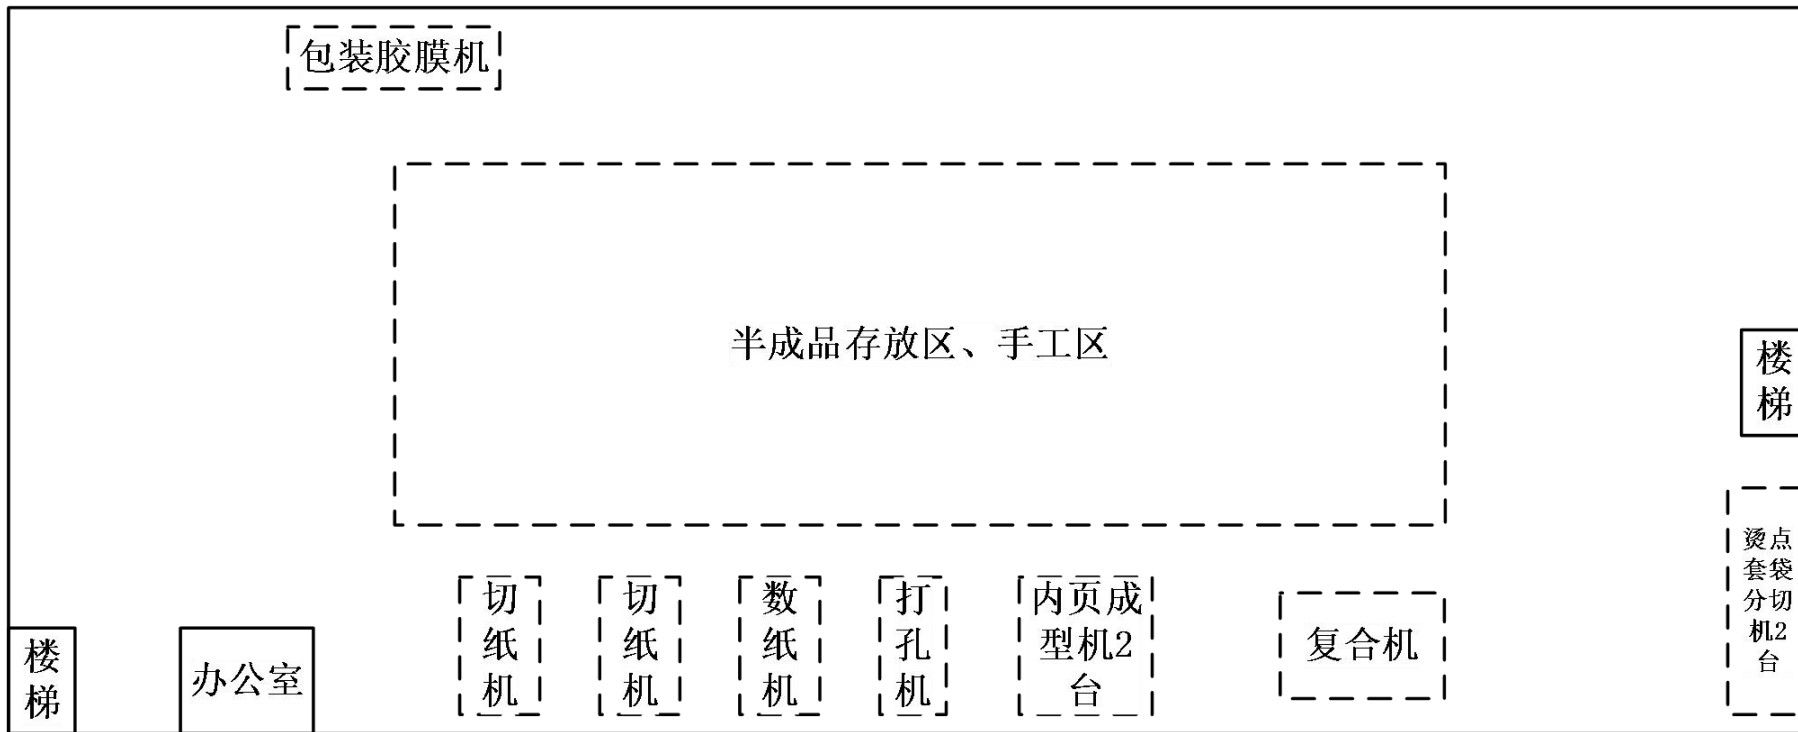 包装胶膜机
半成品存放区、手工区
楼
梯
烫点
套袋
分切
机2
台
切
纸
机
切
纸
机
数
纸
机
打
孔
机
内页成
型机2
台
复合机
楼
梯
办公室